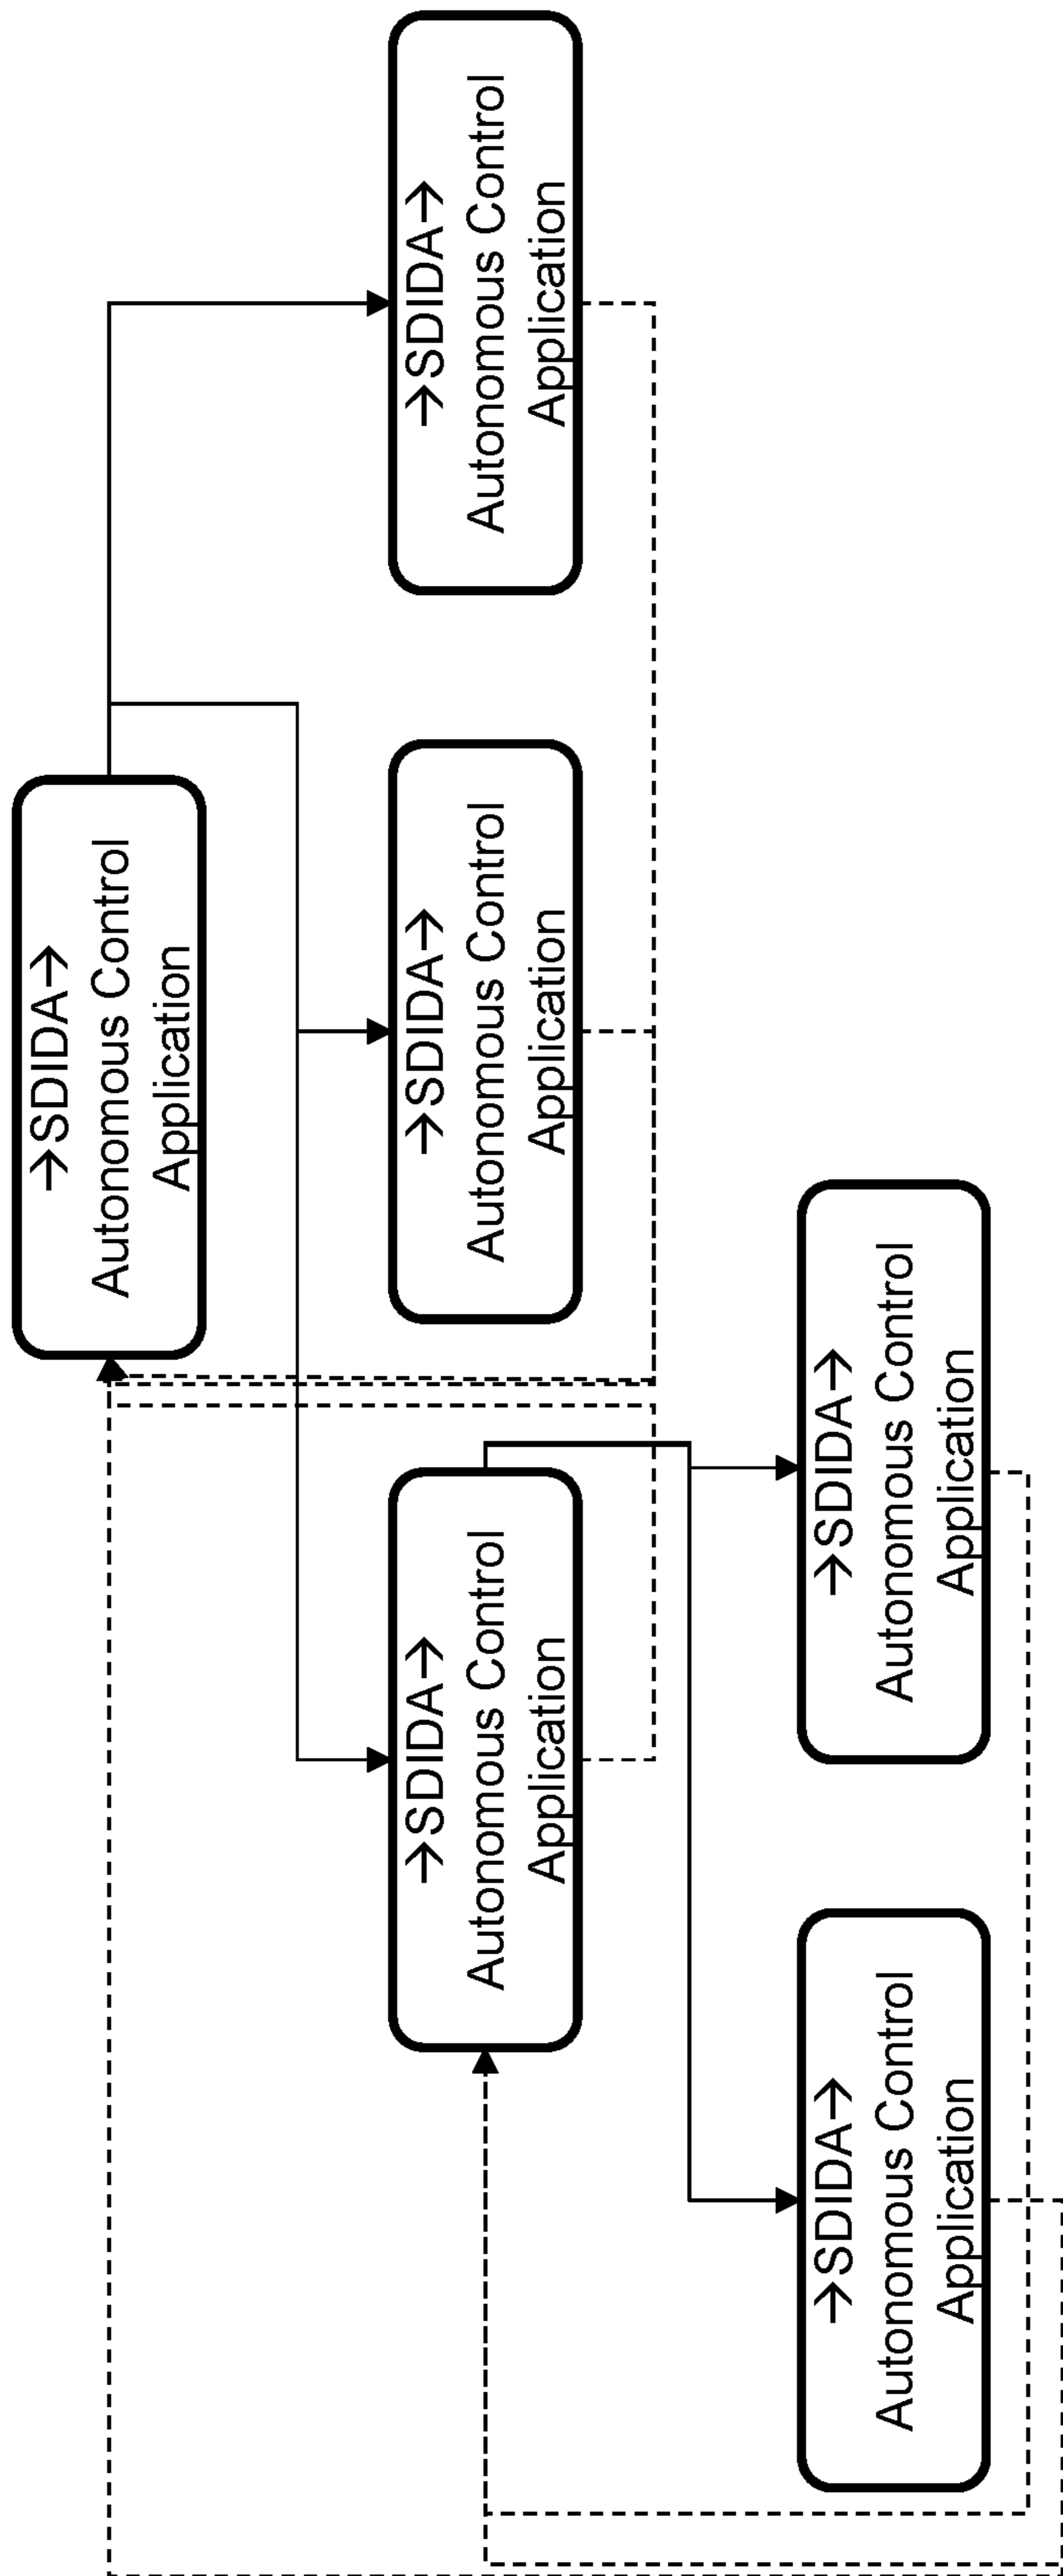 →SDIDA→
Autonomous Control
Application
→SDIDA→
Autonomous Control
Application
→SDIDA→
Autonomous Control
Application
→SDIDA→
Autonomous Control
Application
→SDIDA→
Autonomous Control
Application
→SDIDA→
Autonomous Control
Application